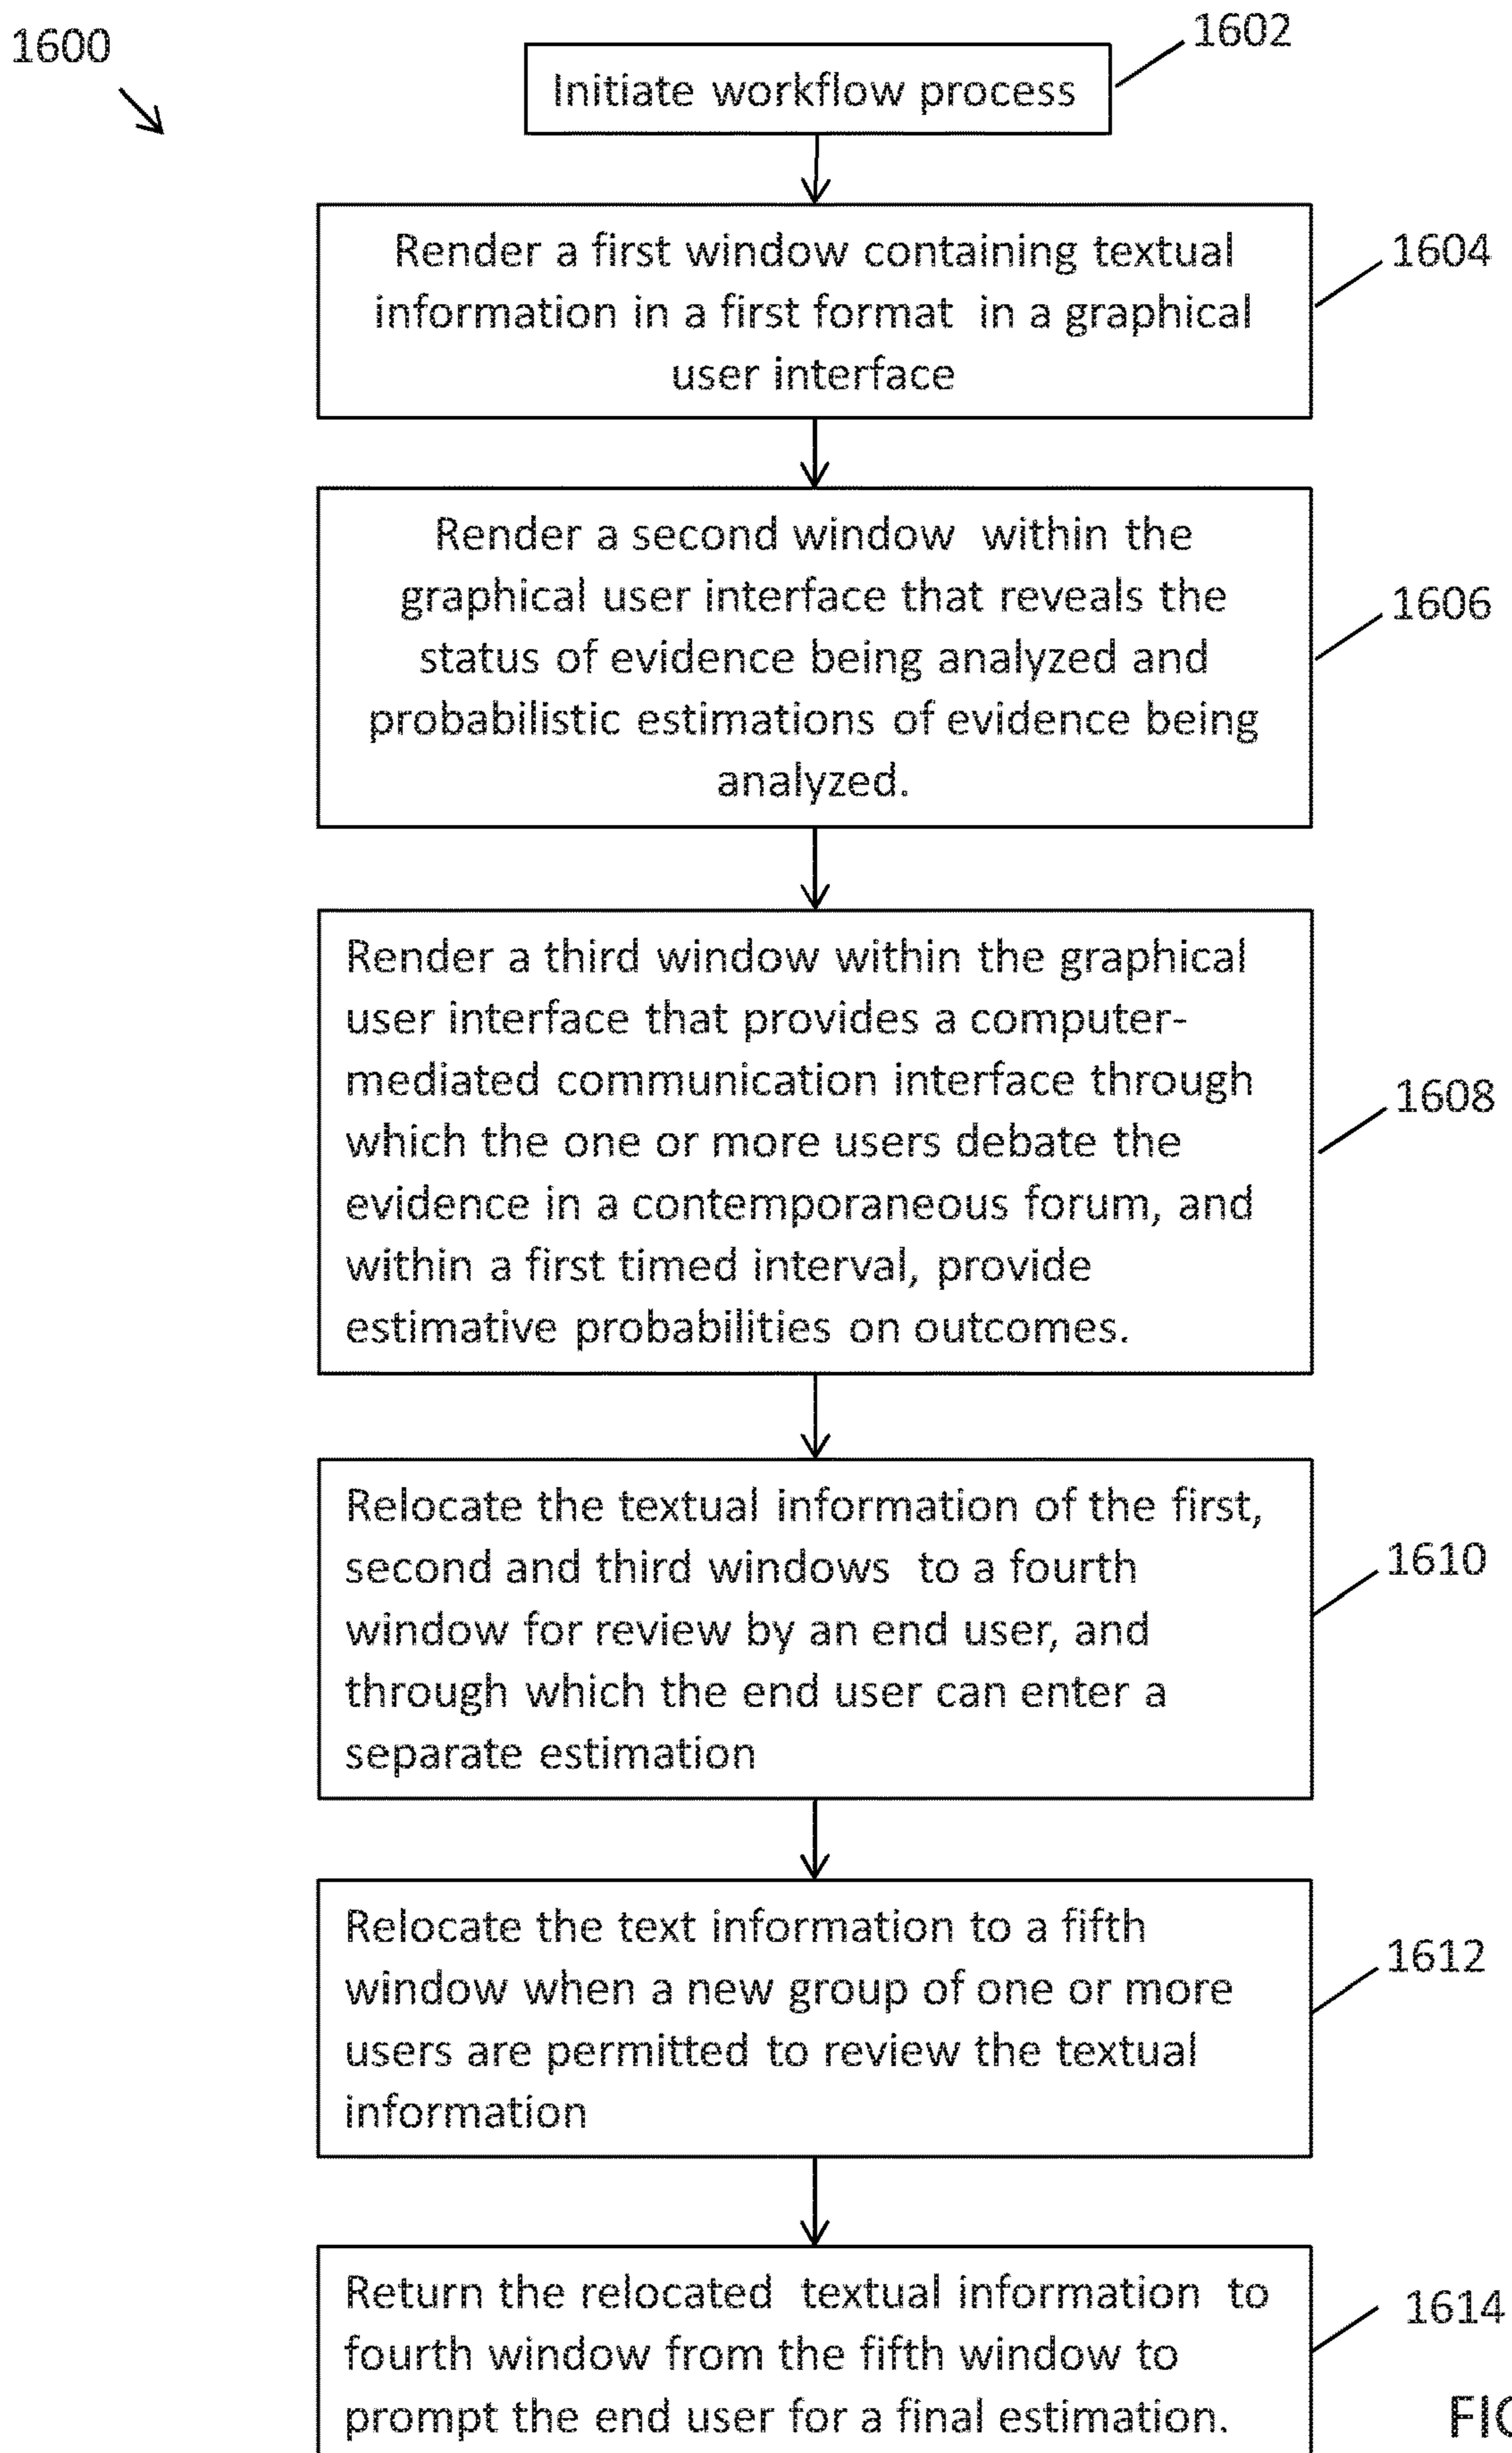 1600
1602
Initiate workflow process
Render a first window containing textual
information in a first format in a graphical
user interface
1604
Render a second window within the
graphical user interface that reveals the
status of evidence being analyzed and
probabilistic estimations of evidence being
analyzed.
1606
Render a third window within the graphical
user interface that provides a computer-
mediated communication interface through
which the one or more users debate the
evidence in a contemporaneous forum, and
within a first timed interval, provide
estimative probabilities on outcomes.
1608
Relocate the textual information of the first,
second and third windows to a fourth
window for review by an end user, and
through which the end user can enter a
separate estimation
1610
Relocate the text information to a fifth
window when a new group of one or more
users are permitted to review the textual
information
1612
Return the relocated textual information to
fourth window from the fifth window to
prompt the end user for a final estimation.
1614